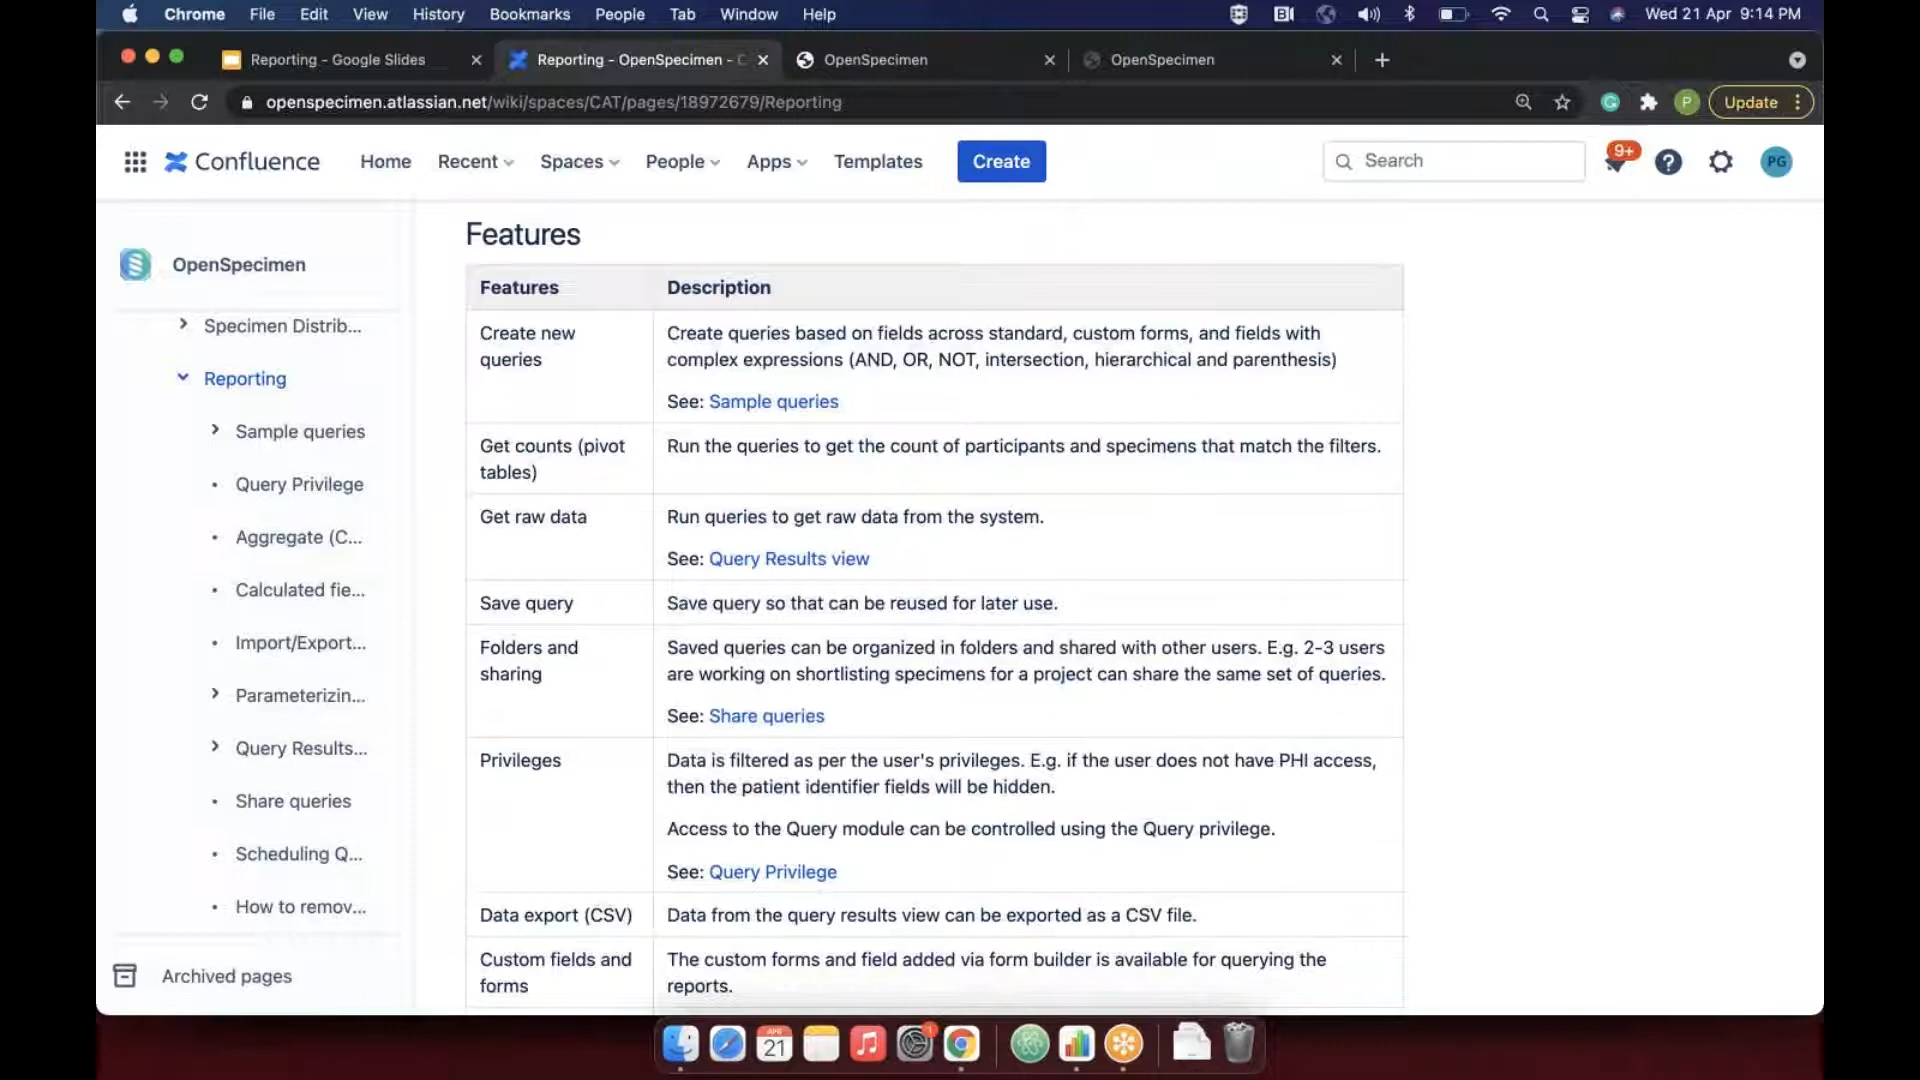 Chrome File Edit View History Bookmarks People Tab Window Help Wed 21 Apr 9:14 PM
Reporting - Google Slides Reporting - OpenSpecimen - C OpenSpecimen OpenSpecimen
openspecimen.atlassian.net/wiki/spaces/CAT/pages/18972679/Reporting P Update
Confluence Home Recent Spaces People Apps Templates Create Search 9+ PG
OpenSpecimen
Specimen Distrib...
Reporting
Sample queries
Query Privilege
Aggregate (C...
Calculated fie...
Import/Export...
Parameterizin...
Query Results...
Share queries
Scheduling Q...
How to remov...
Archived pages
Features
Features Description
Create new
queries
Create queries based on fields across standard, custom forms, and fields with
complex expressions (AND, OR, NOT, intersection, hierarchical and parenthesis)
See: Sample queries
Get counts (pivot
tables)
Run the queries to get the count of participants and specimens that match the filters.
Get raw data
Run queries to get raw data from the system.
See: Query Results view
Save query
Save query so that can be reused for later use.
Folders and
sharing
Saved queries can be organized in folders and shared with other users. E.g. 2-3 users
are working on shortlisting specimens for a project can share the same set of queries.
See: Share queries
Privileges
Data is filtered as per the user's privileges. E.g. if the user does not have PHI access,
then the patient identifier fields will be hidden.
Access to the Query module can be controlled using the Query privilege.
See: Query Privilege
Data export (CSV)
Data from the query results view can be exported as a CSV file.
Custom fields and
forms
The custom forms and field added via form builder is available for querying the
reports.
APR
21
1